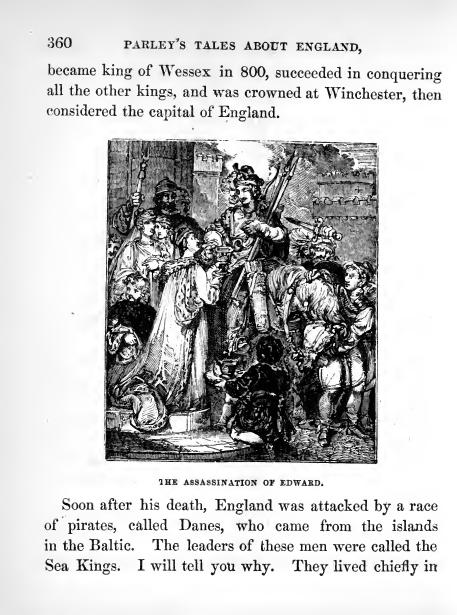 360 PARLEY'S TALES ABOUT ENGLAND,
became king of Wessex in 800, succeeded in conquering
all the other kings, and was crowned at Winchester, then
considered the capital of England.
THE ASSASSINATION OF EDWARD.
Soon after his death, England was attacked by a race
of pirates, called Danes, who came from the islands
in the Baltic. The leaders of these men were called the
Sea Kings. I will tell you why. They lived chiefly in